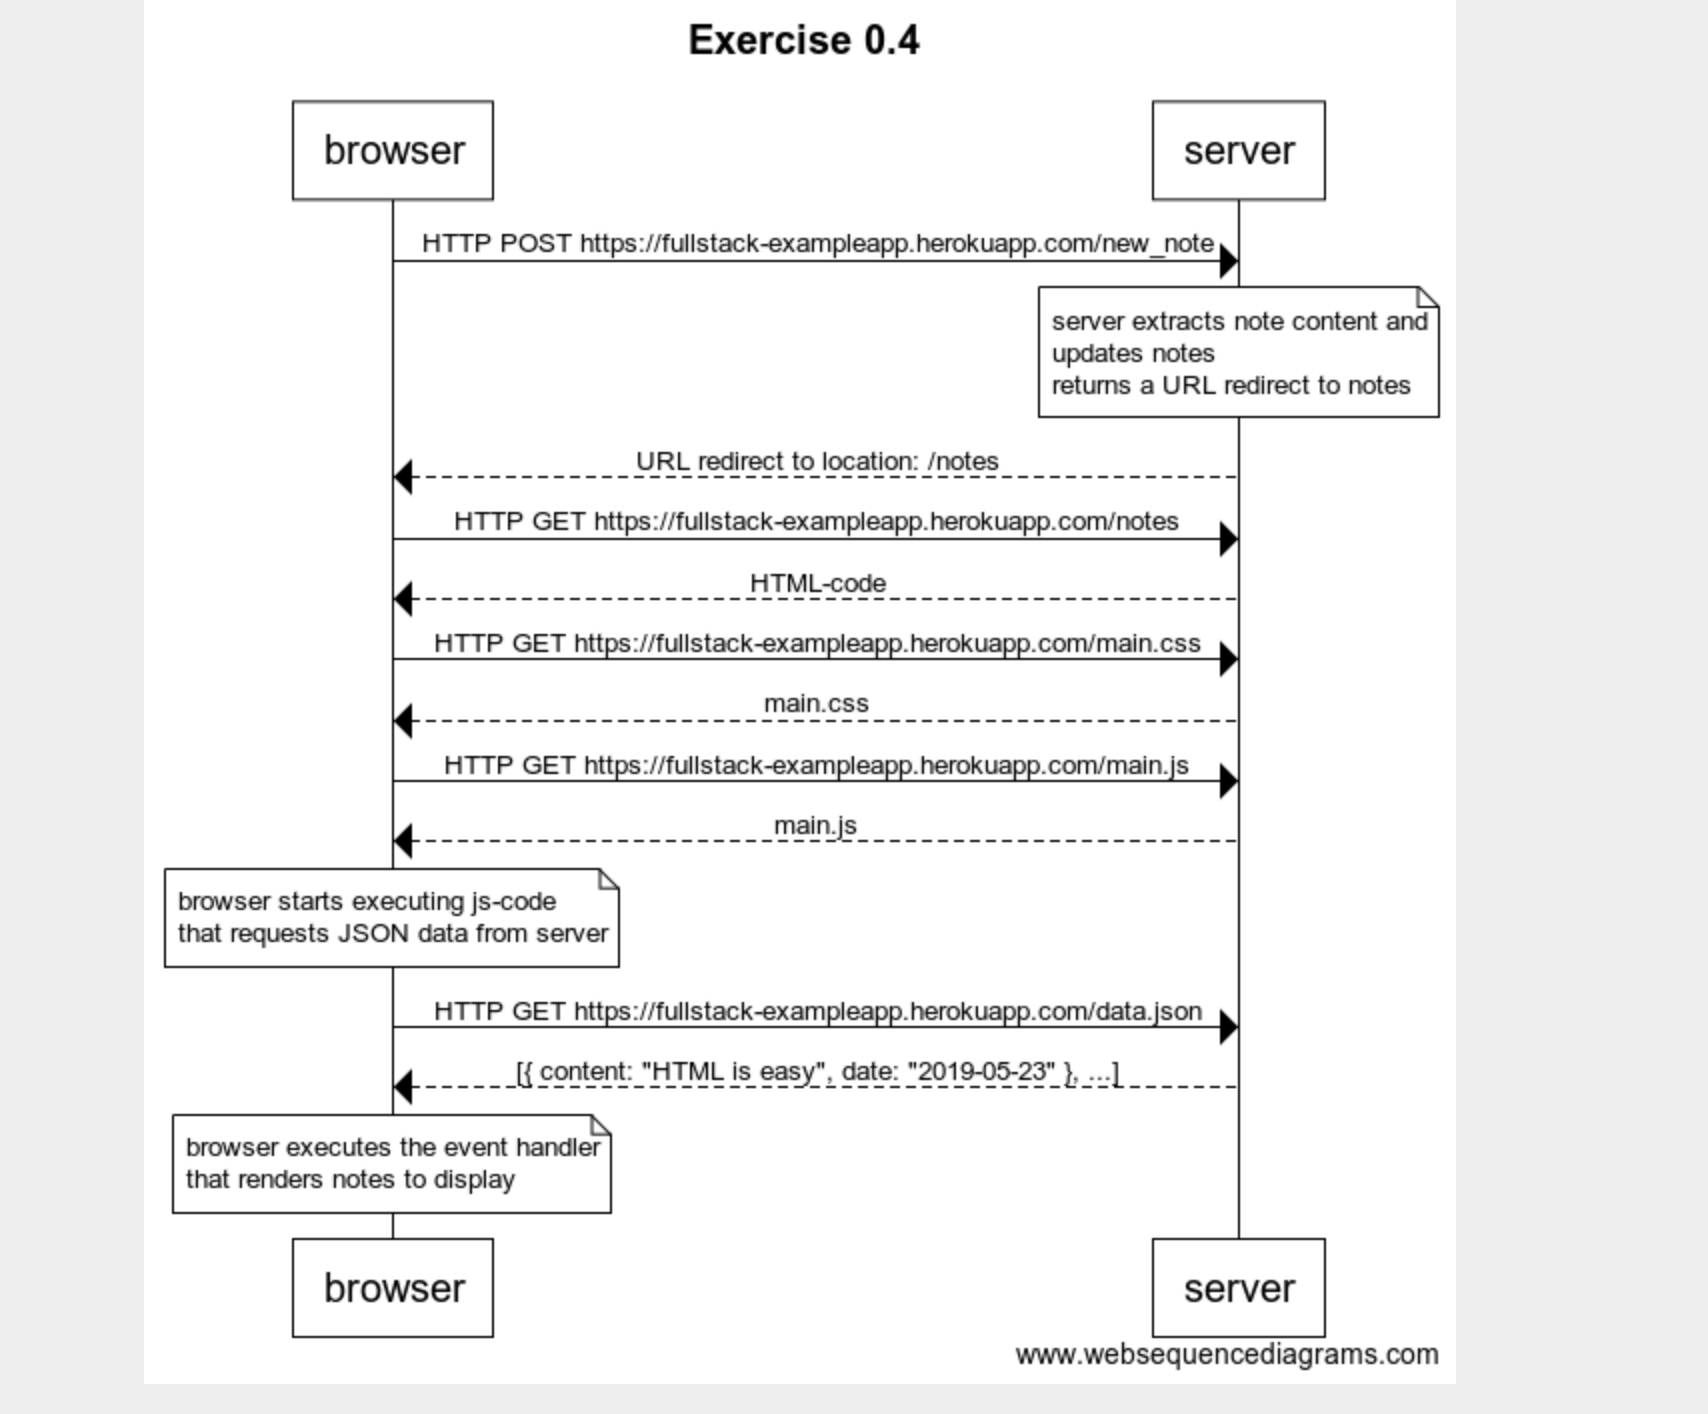 Exercise 0.4
browser
server
HTTP POST https://fullstack-exampleapp.herokuapp.com/new_note
server extracts note content and
updates notes
returns a URL redirect to notes
URL redirect to location: /notes
HTTP GET https://fullstack-exampleapp.herokuapp.com/notes
HTML-code
HTTP GET https://fullstack-exampleapp.herokuapp.com/main.css
main.css
HTTP GET https://fullstack-exampleapp.herokuapp.com/main.js
main.js
browser starts executing js-code
that requests JSON data from server
HTTP GET https://fullstack-exampleapp.herokuapp.com/data.json
[{ content: "HTML is easy", date: "2019-05-23" }, ...]
browser executes the event handler
that renders notes to display
browser
server
www.websequencediagrams.com